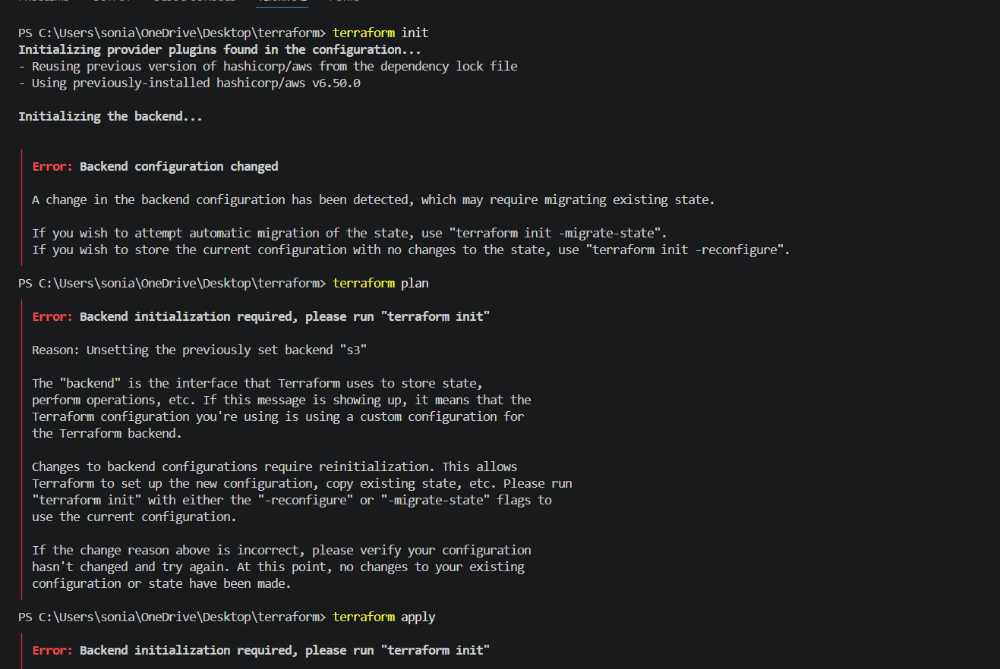 TERMINAL
PS C:\Users\sonia\OneDrive\Desktop\terraform> terraform init
Initializing provider plugins found in the configuration...
- Reusing previous version of hashicorp/aws from the dependency lock file
- Using previously-installed hashicorp/aws v6.50.0
Initializing the backend...
Error: Backend configuration changed
A change in the backend configuration has been detected, which may require migrating existing state.
If you wish to attempt automatic migration of the state, use "terraform init -migrate-state".
If you wish to store the current configuration with no changes to the state, use "terraform init -reconfigure".
PS C:\Users\sonia\OneDrive\Desktop\terraform> terraform plan
Error: Backend initialization required, please run "terraform init"
Reason: Unsetting the previously set backend "s3"
The "backend" is the interface that Terraform uses to store state,
perform operations, etc. If this message is showing up, it means that the
Terraform configuration you're using is using a custom configuration for
the Terraform backend.
Changes to backend configurations require reinitialization. This allows
Terraform to set up the new configuration, copy existing state, etc. Please run
"terraform init" with either the "-reconfigure" or "-migrate-state" flags to
use the current configuration.
If the change reason above is incorrect, please verify your configuration
hasn't changed and try again. At this point, no changes to your existing
configuration or state have been made.
PS C:\Users\sonia\OneDrive\Desktop\terraform> terraform apply
Error: Backend initialization required, please run "terraform init"